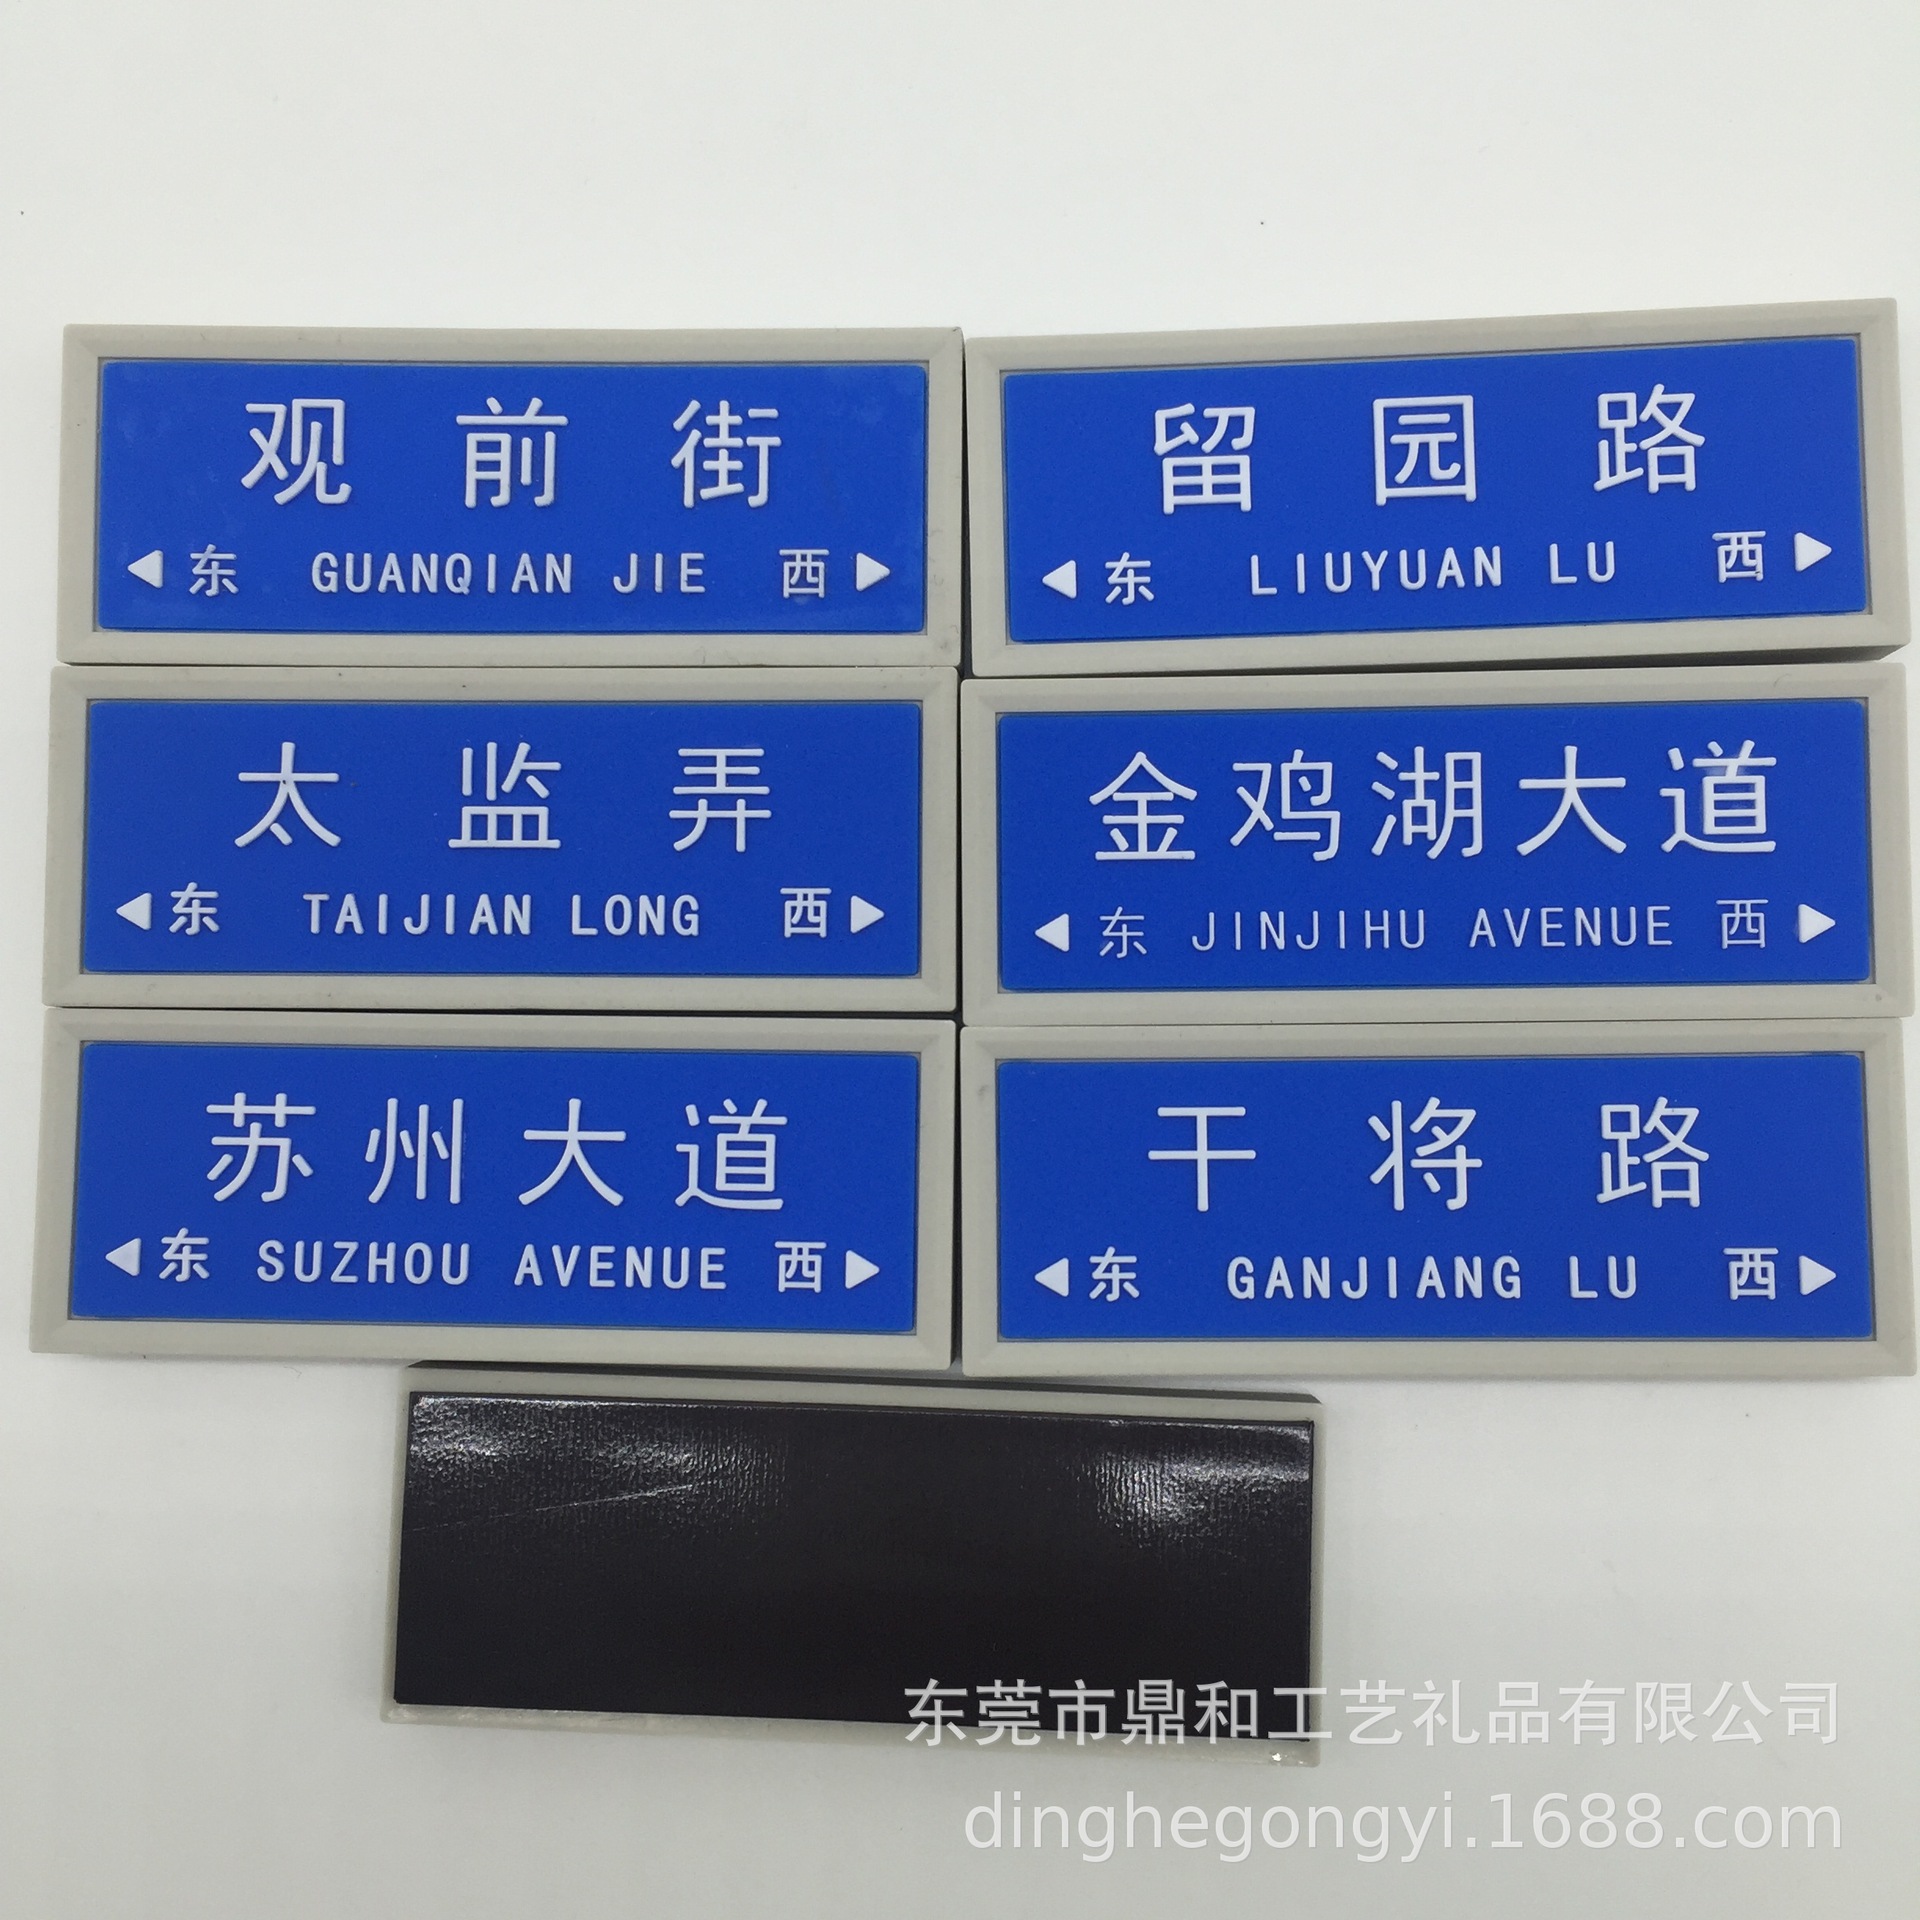 观前街
◀东 GUANQIAN JIE 西▶
留园路
◀东 LIUYUAN LU 西▶
太监弄
◀东 TAIJIAN LONG 西▶
金鸡湖大道
◀东 JINJIHU AVENUE 西▶
苏州大道
◀东 SUZHOU AVENUE 西▶
干将路
◀东 GANJIANG LU 西▶
东莞市鼎和工艺礼品有限公司
dinghegongyi.1688.com